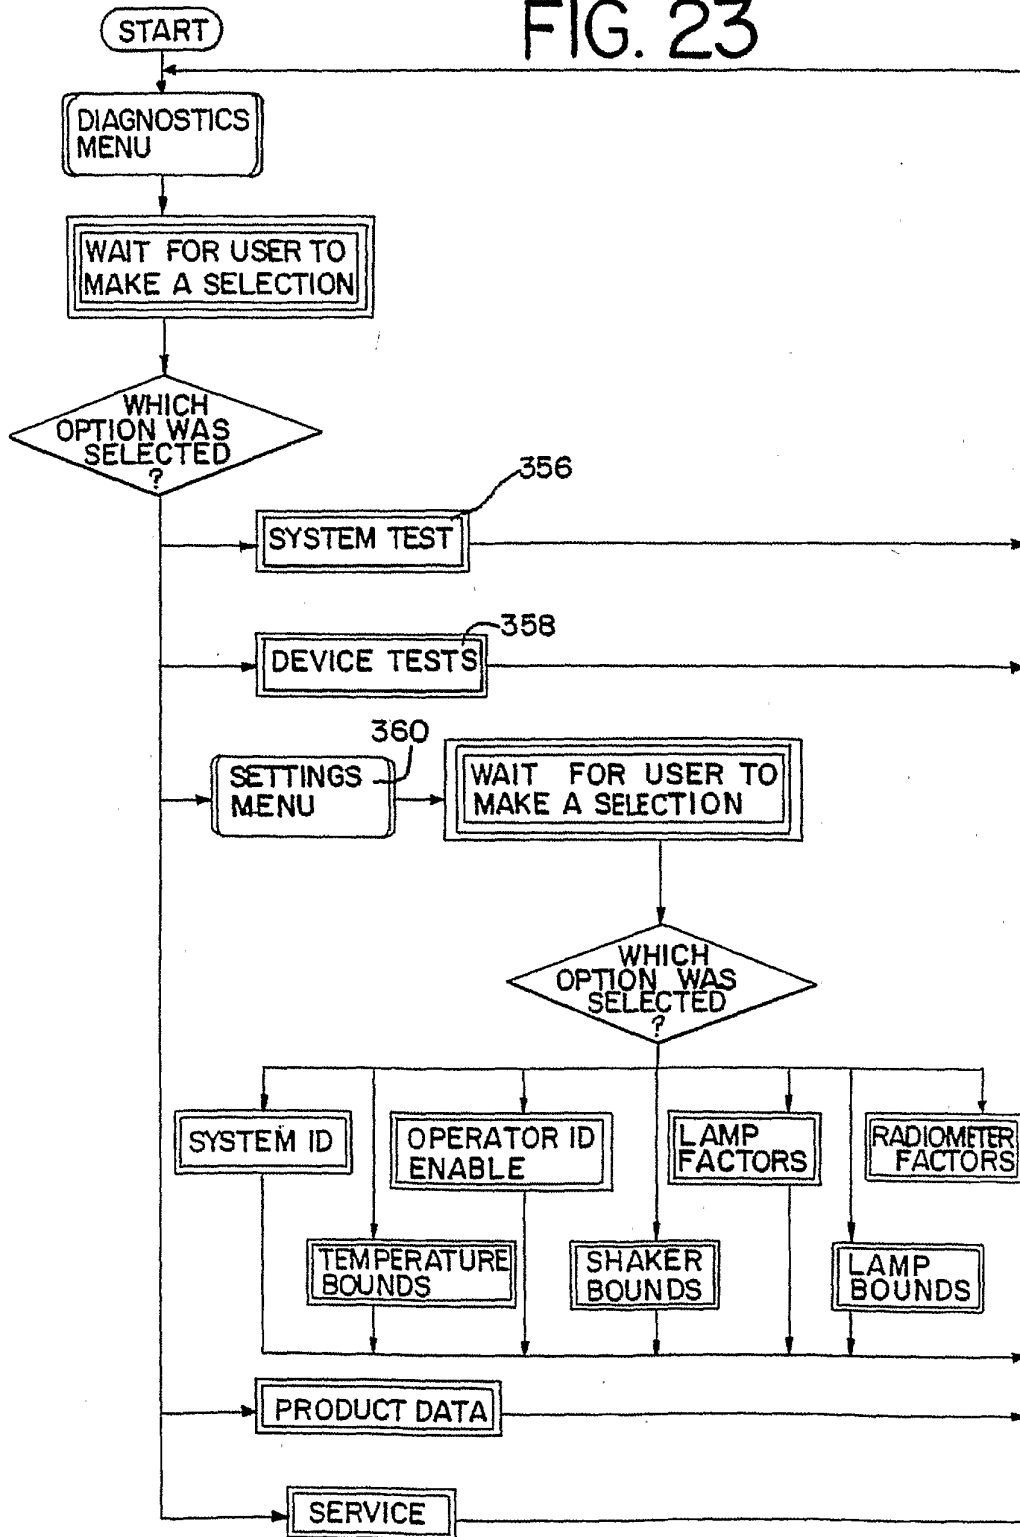 FIG. 23
START
DIAGNOSTICS
MENU
WAIT FOR USER TO
MAKE A SELECTION
WHICH
OPTION WAS
SELECTED
?
356
SYSTEM TEST
358
DEVICE TESTS
360
SETTINGS
MENU
WAIT FOR USER TO
MAKE A SELECTION
WHICH
OPTION WAS
SELECTED
?
SYSTEM ID
OPERATOR ID
ENABLE
LAMP
FACTORS
RADIOMETER
FACTORS
TEMPERATURE
BOUNDS
SHAKER
BOUNDS
LAMP
BOUNDS
PRODUCT DATA
SERVICE